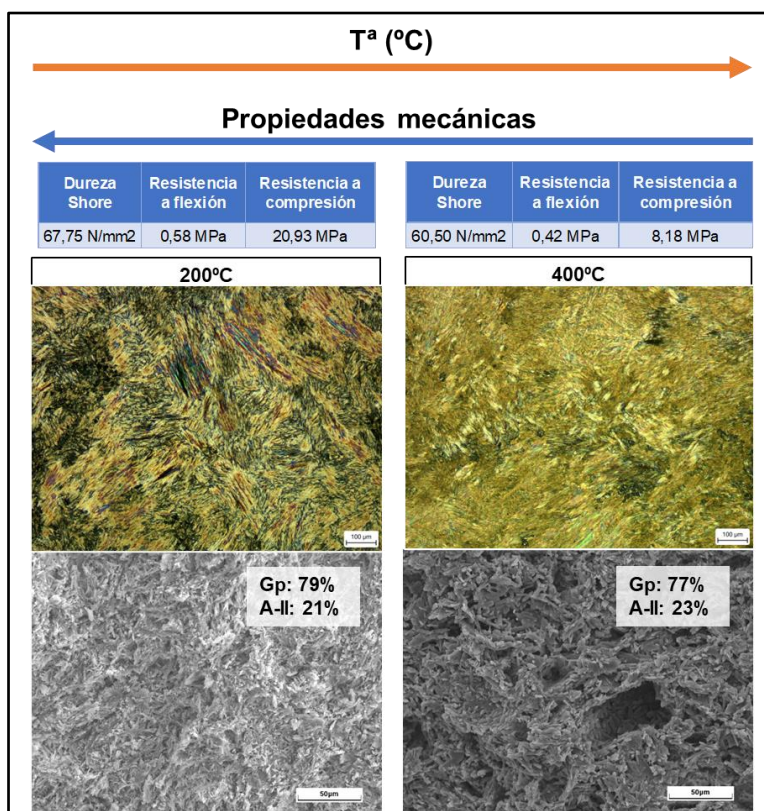 Tª (ºC)
Propiedades mecánicas
Dureza Shore
Resistencia a flexión
Resistencia a compresión
67,75 N/mm2
0,58 MPa
20,93 MPa
Dureza Shore
Resistencia a flexión
Resistencia a compresión
60,50 N/mm2
0,42 MPa
8,18 MPa
200ºC
400ºC
100 µm
100 µm
Gp: 79%
A-II: 21%
Gp: 77%
A-II: 23%
50µm
50µm